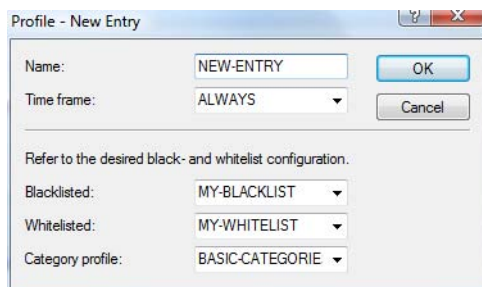 Profile - New Entry
?
X
Name: NEW-ENTRY OK
Time frame: ALWAYS Cancel
Refer to the desired black- and whitelist configuration.
Blacklisted: MY-BLACKLIST
Whitelisted: MY-WHITELIST
Category profile: BASIC-CATEGORIE